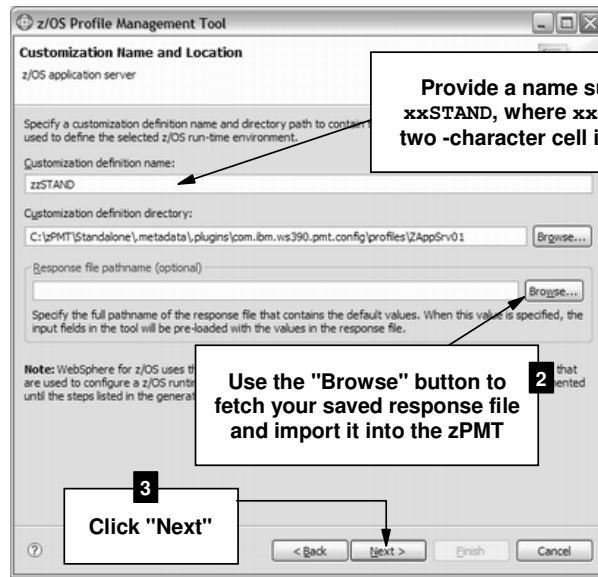 z/OS Profile Management Tool
Customization Name and Location
z/OS application server
Provide a name
xxSTAND, where xx
two -character cell
Specify a customization definition name and directory path to contain
used to define the selected z/OS run-time environment.
Customization definition name:
zzSTAND
Customization definition directory:
C:\zPMT\Standalone\.metadata\.plugins\com.ibm.ws390.pmt.config\profiles\ZAppSrv01
Browse...
Response file pathname (optional)
Browse...
Specify the full pathname of the response file that contains the default values. When this value is specified, the
input fields in the tool will be pre-loaded with the values in the response file.
Note: WebSphere for z/OS uses that
are used to configure a z/OS
until the steps listed in the
Use the "Browse" button to
fetch your saved response file
and import it into the zPMT
2
3
Click "Next"
< Back
Next >
Finish
Cancel